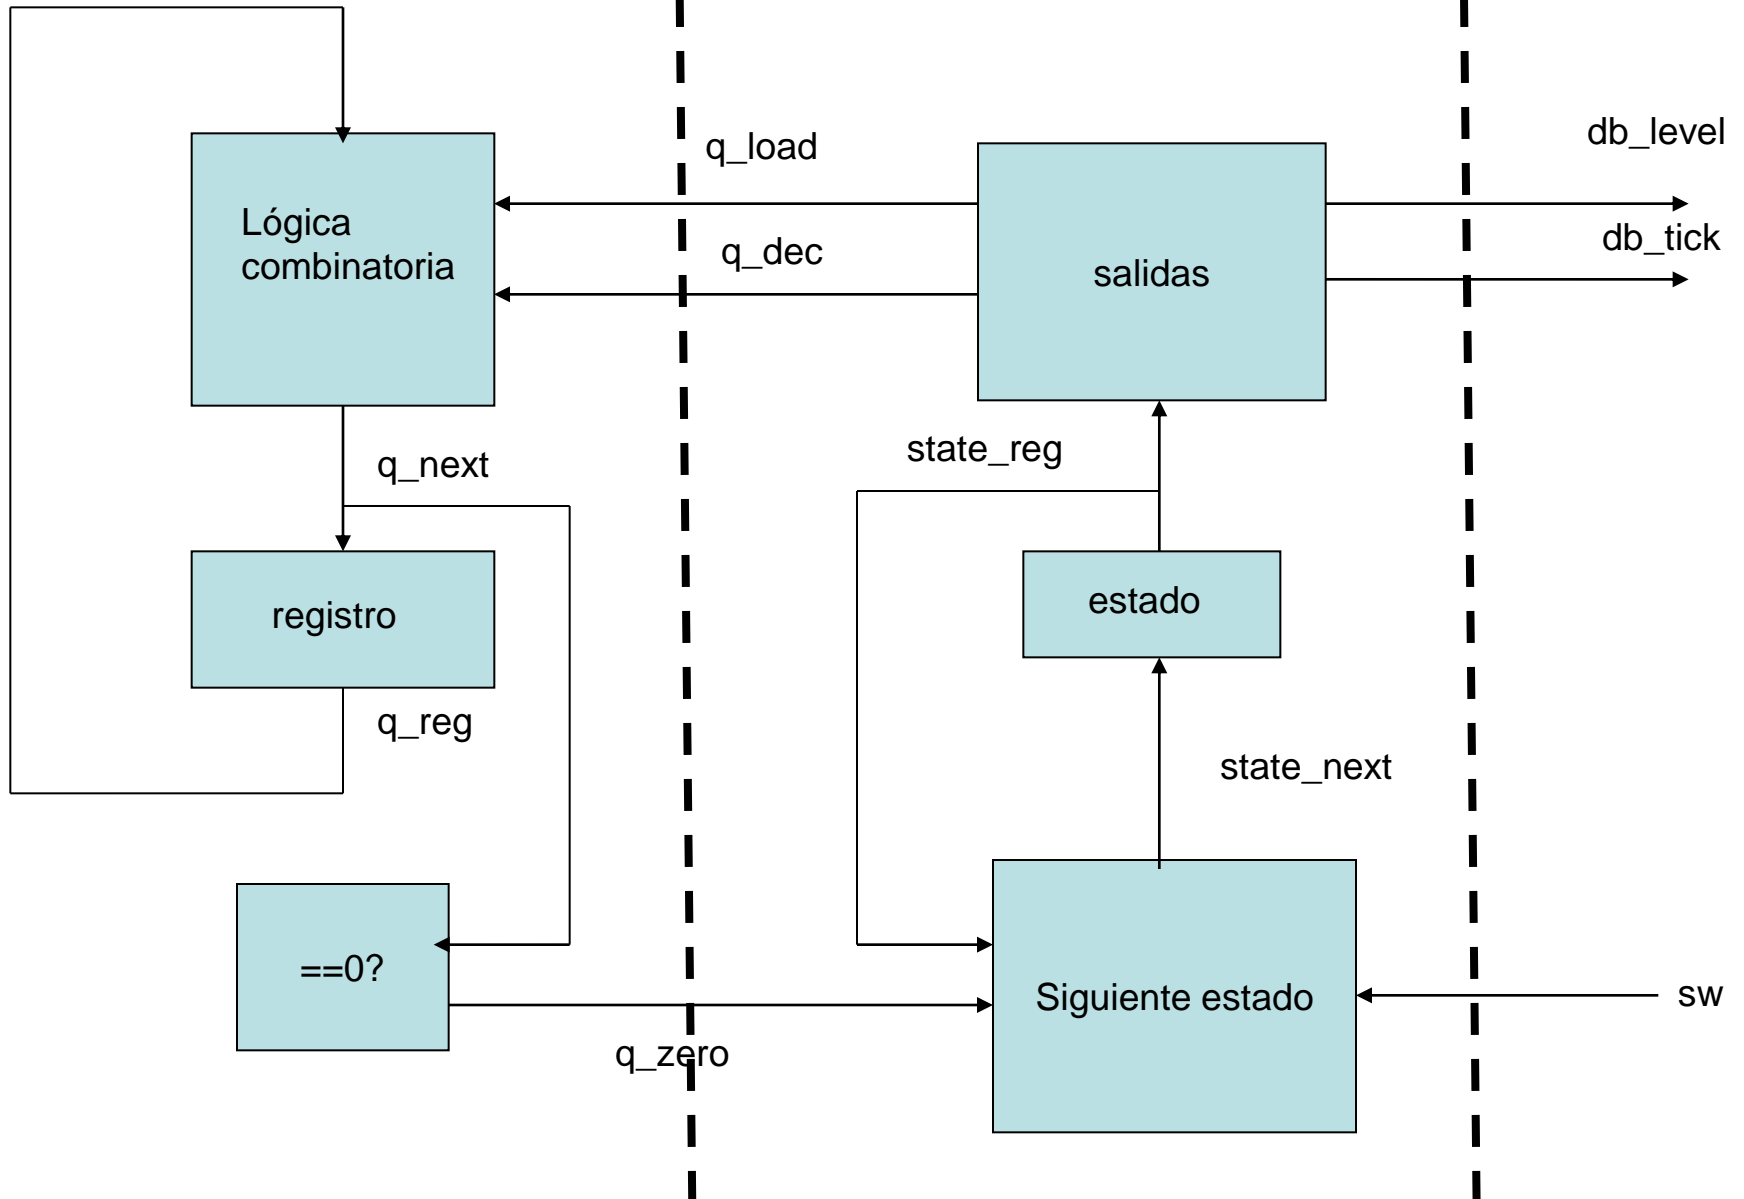 db_level
q_load
Lógica
combinatoria
q_dec
salidas
db_tick
q_next
state_reg
registro
estado
q_reg
state_next
==0?
Siguiente estado
sw
q_zero